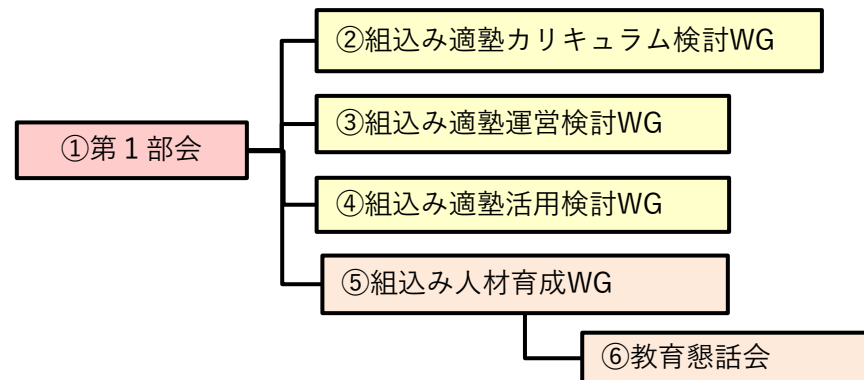 ②組込み適塾カリキュラム検討WG
③組込み適塾運営検討WG
①第１部会
④組込み適塾活用検討WG
⑤組込み人材育成WG
⑥教育懇話会